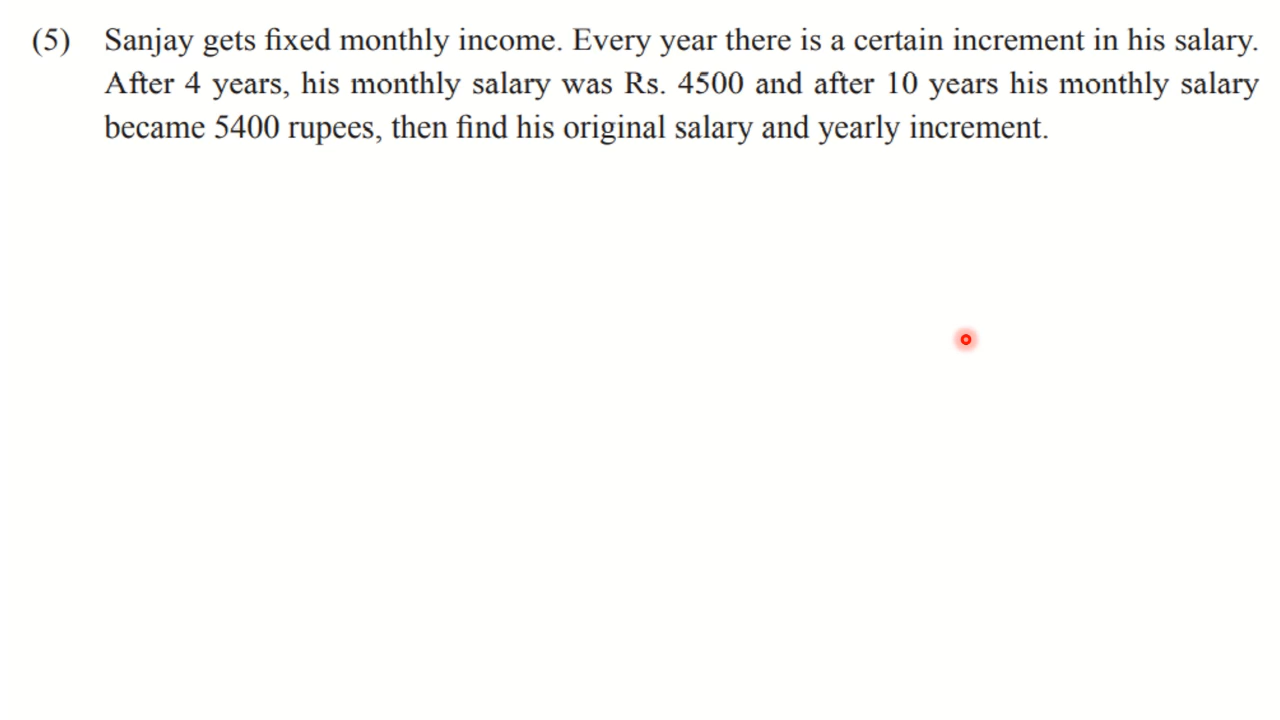 (5) Sanjay gets fixed monthly income. Every year there is a certain increment in his salary.
After 4 years, his monthly salary was Rs. 4500 and after 10 years his monthly salary
became 5400 rupees, then find his original salary and yearly increment.